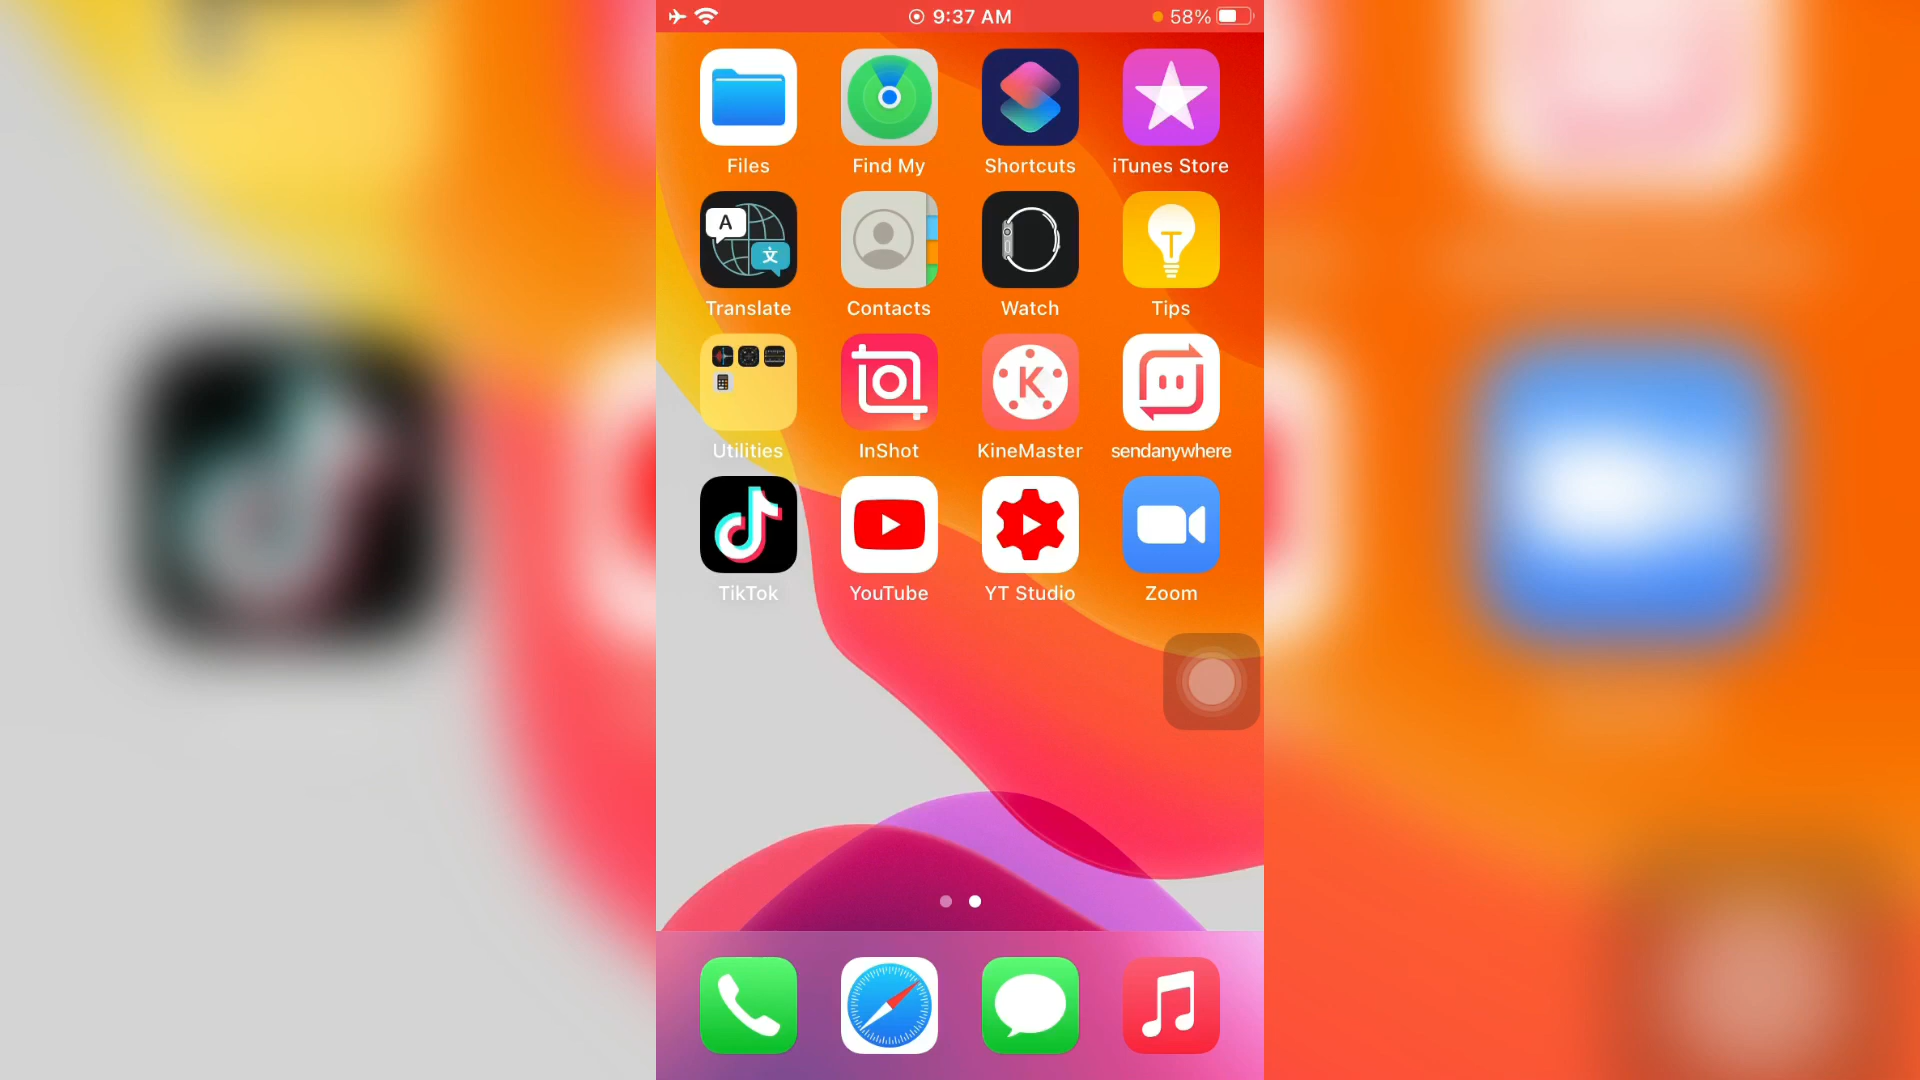 9:37 AM 58%
Files Find My Shortcuts iTunes Store
A
文
Translate Contacts Watch Tips
K
Utilities InShot KineMaster sendanywhere
TikTok YouTube YT Studio Zoom